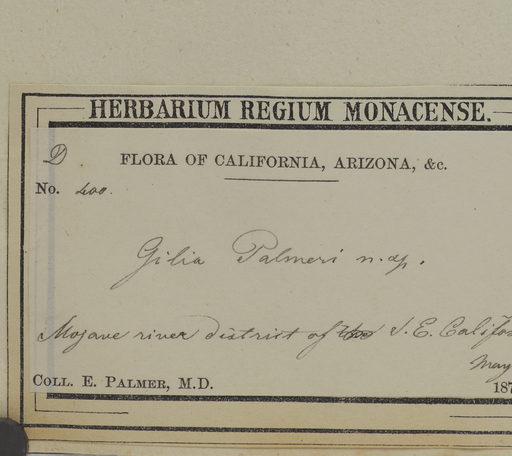 HERBARIUM REGIUM MONACENSE.
D
FLORA OF CALIFORNIA, ARIZONA, &c.
No. 400.
Gilia Palmeri n. sp.
Mojave river district of S. E. Califo
May
COLL. E. PALMER, M.D.
187